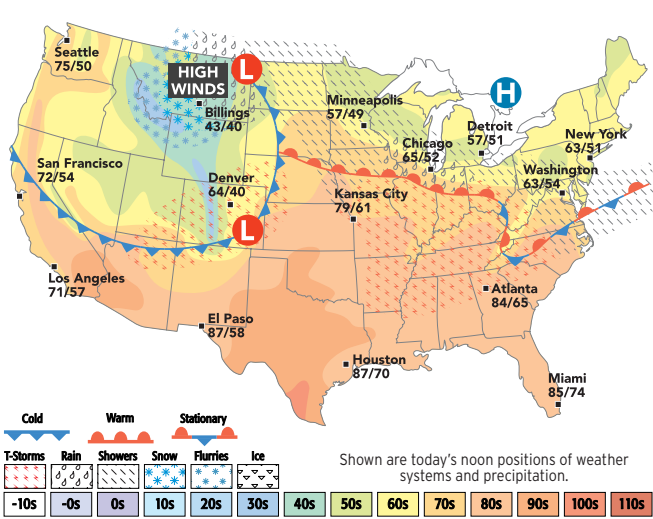 Seattle
75/50
HIGH
WINDS
L
Billings
43/40
Minneapolis
57/49
H
Detroit
57/51
Chicago
65/52
New York
63/51
Washington
63/54
San Francisco
72/54
Denver
64/40
L
Kansas City
79/61
Los Angeles
71/57
El Paso
87/58
Atlanta
84/65
Houston
87/70
Miami
85/74
Cold
Warm
Stationary
T-Storms Rain Showers Snow Flurries Ice
Shown are today's noon positions of weather
systems and precipitation.
-10s -0s 0s 10s 20s 30s 40s 50s 60s 70s 80s 90s 100s 110s